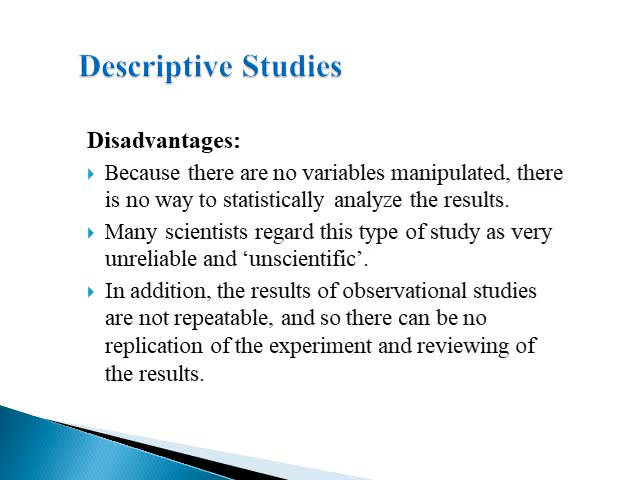 Descriptive Studies
Disadvantages:
Because there are no variables manipulated, there
is no way to statistically analyze the results.
Many scientists regard this type of study as very
unreliable and ‘unscientific’.
In addition, the results of observational studies
are not repeatable, and so there can be no
replication of the experiment and reviewing of
the results.